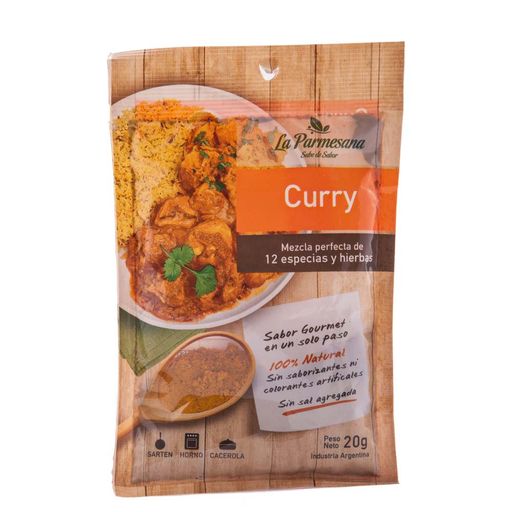 La Parmesana
Sabe de Sabor
Curry
Mezcla perfecta de
12 especias y hierbas
Sabor Gourmet
en un solo paso
100% Natural
Sin saborizantes ni
colorantes artificales
Sin sal agregada
SARTEN HORNO CACEROLA
Peso
Neto 20g
Industria Argentina